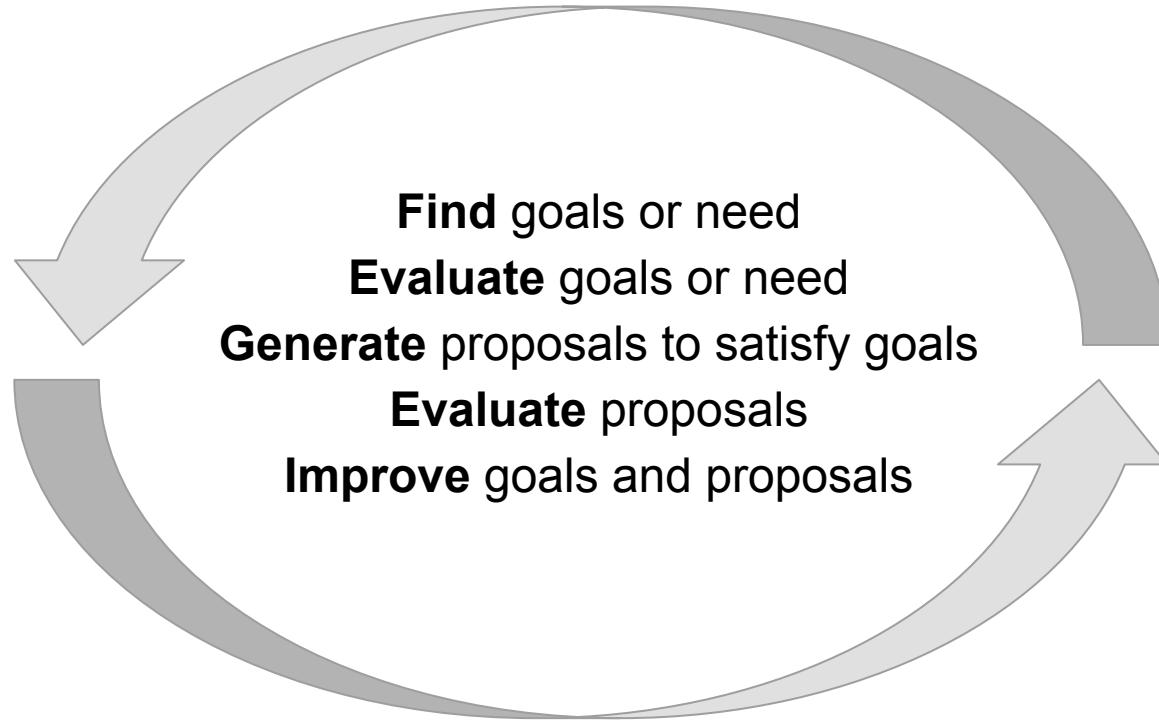 Find goals or need
Evaluate goals or need
Generate proposals to satisfy goals
Evaluate proposals
Improve goals and proposals